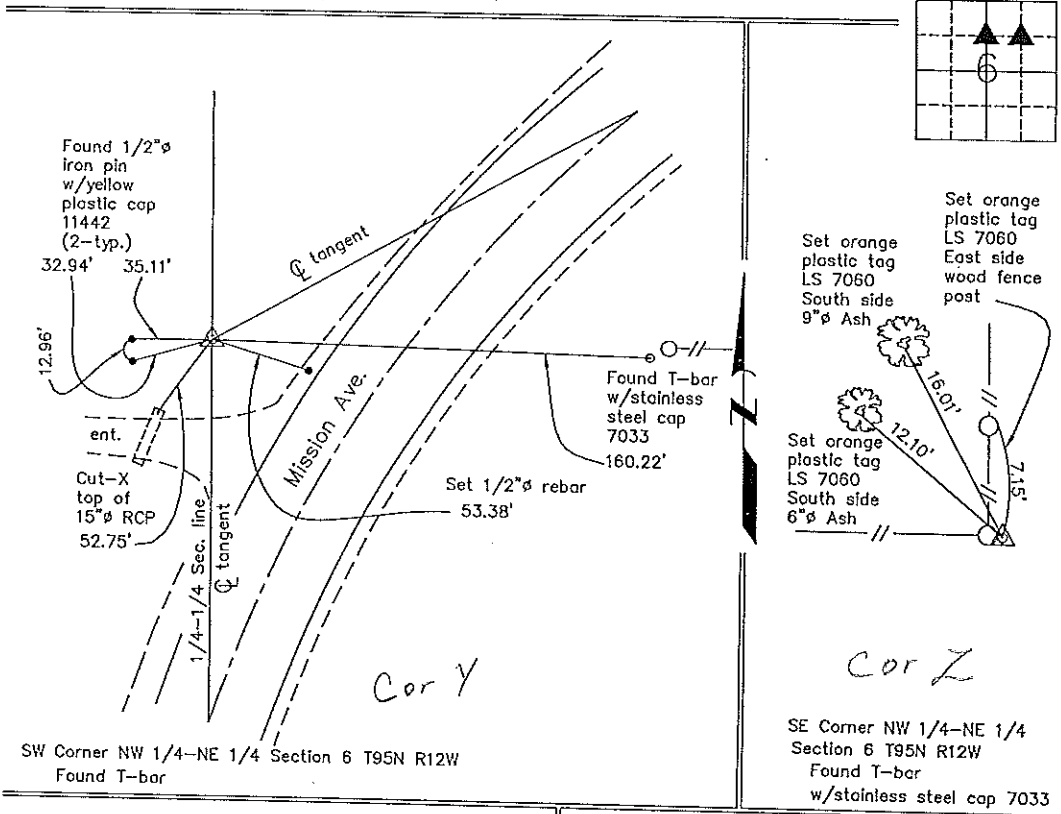 6
Found 1/2"ø
iron pin
w/yellow
plastic cap
11442
(2-typ.)
32.94' 35.11'
12.96'
℄ tangent
ent.
Cut-X
top of
15"ø RCP
52.75'
1/4-1/4 Sec. line
℄ tangent
Mission Ave.
Set 1/2"ø rebar
53.38'
Found T-bar
w/stainless
steel cap
7033
160.22'
Cor Y
SW Corner NW 1/4-NE 1/4 Section 6 T95N R12W
Found T-bar
Set orange
plastic tag
LS 7060
East side
wood fence
post
Set orange
plastic tag
LS 7060
South side
9"ø Ash
16.01'
12.10'
7.15'
Set orange
plastic tag
LS 7060
South side
6"ø Ash
Cor Z
SE Corner NW 1/4-NE 1/4
Section 6 T95N R12W
Found T-bar
w/stainless steel cap 7033